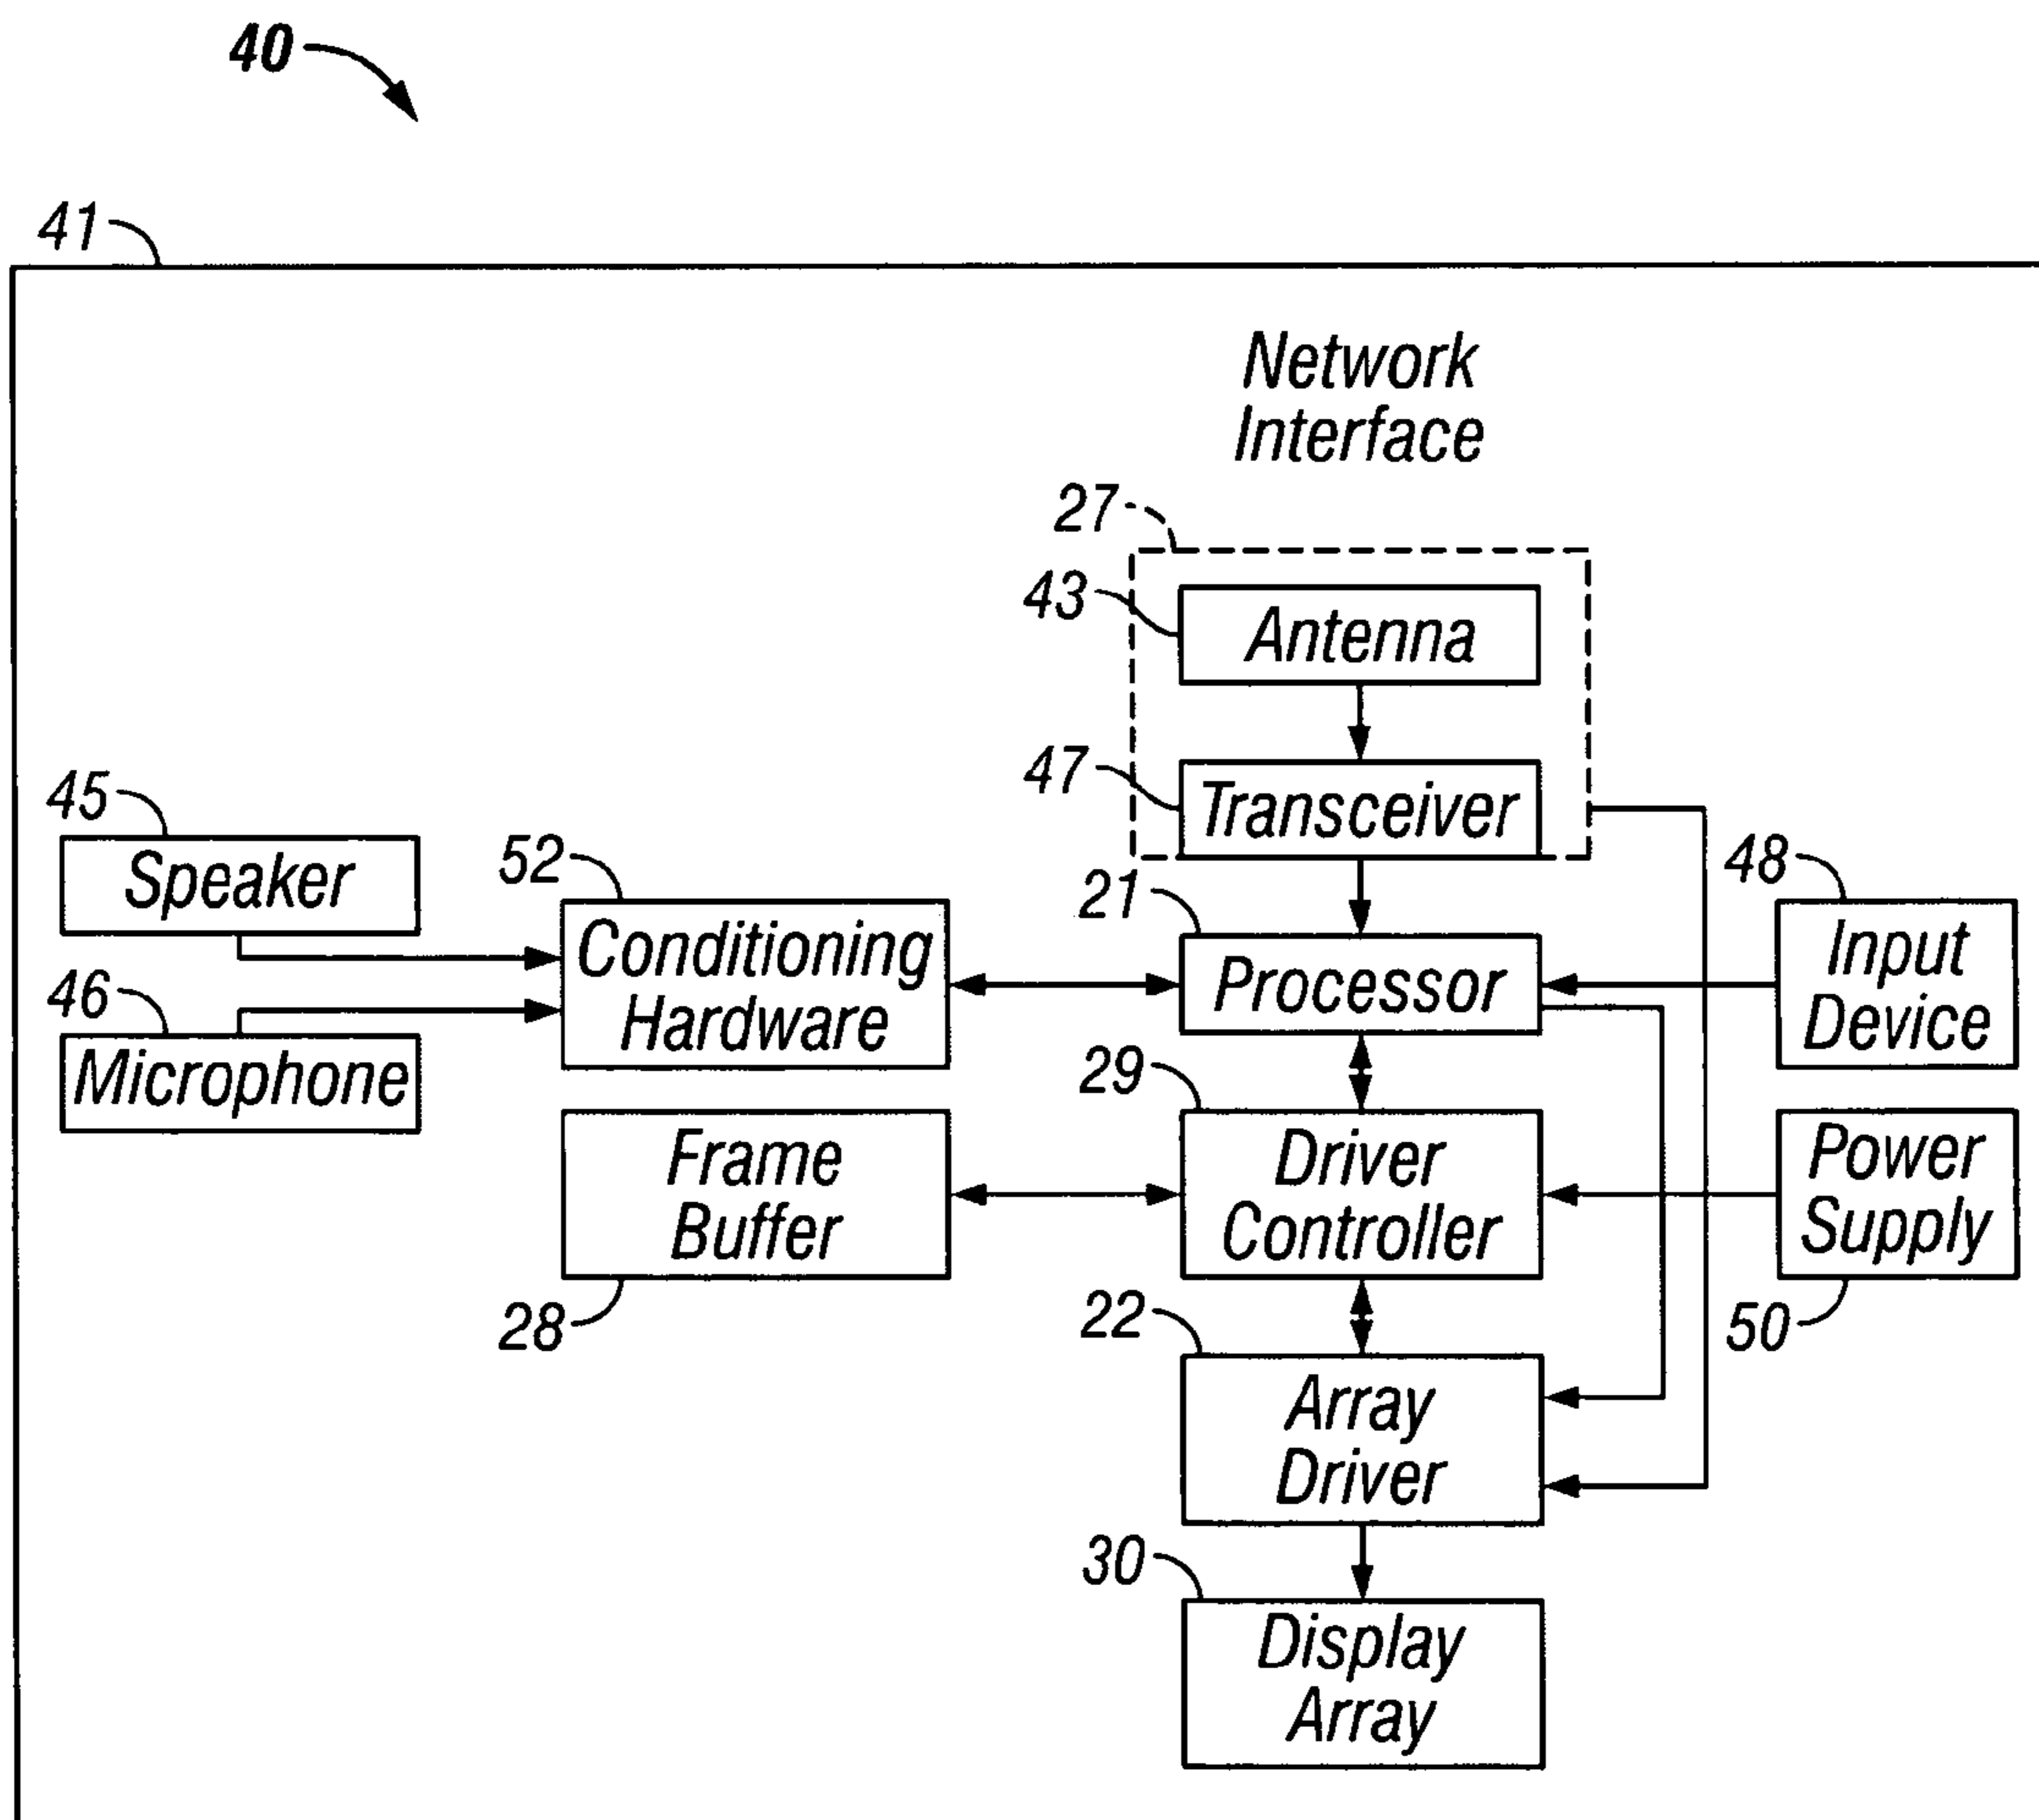 40
41
Network
Interface
27
43
Antenna
47
Transceiver
45
Speaker
52
Conditioning
Hardware
21
Processor
48
Input
Device
46
Microphone
29
Driver
Controller
Frame
Buffer
28
Power
Supply
50
22
Array
Driver
30
Display
Array